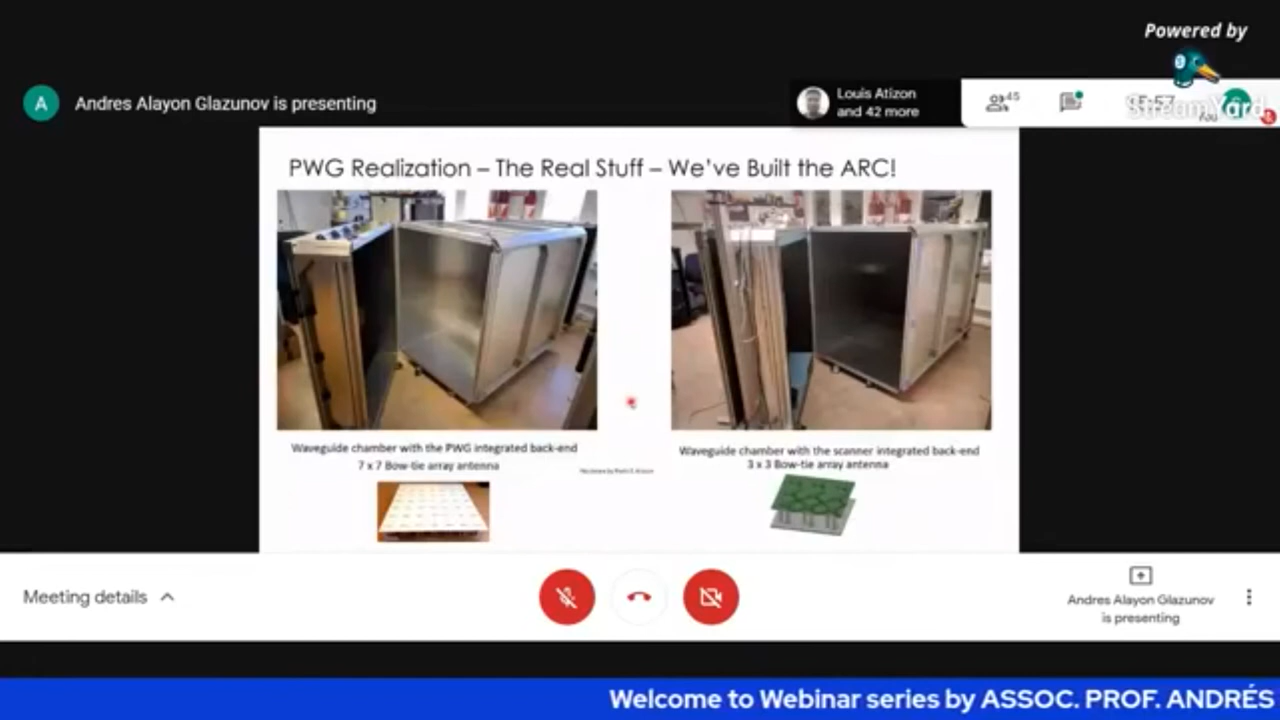 Powered by
StreamYard
A
Andres Alayon Glazunov is presenting
Louis Atizon
and 42 more
45
PWG Realization – The Real Stuff – We've Built the ARC!
Waveguide chamber with the PWG integrated back-end
7 x 7 Bow-tie array antenna
Waveguide chamber with the scanner integrated back-end
3 x 3 Bow-tie array antenna
Meeting details
Andres Alayon Glazunov
is presenting
Welcome to Webinar series by ASSOC. PROF. ANDRÉS